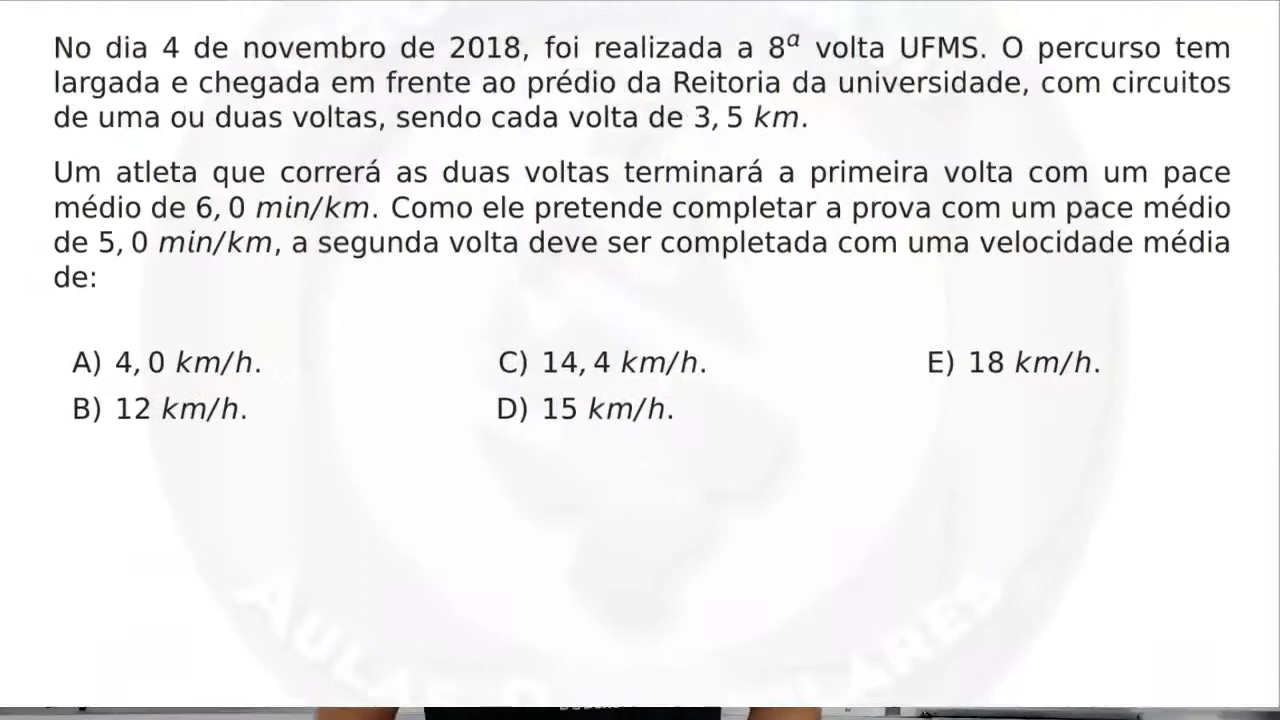 No dia 4 de novembro de 2018, foi realizada a 8ª volta UFMS. O percurso tem
largada e chegada em frente ao prédio da Reitoria da universidade, com circuitos
de uma ou duas voltas, sendo cada volta de 3,5 km.
Um atleta que correrá as duas voltas terminará a primeira volta com um pace
médio de 6,0 min/km. Como ele pretende completar a prova com um pace médio
de 5,0 min/km, a segunda volta deve ser completada com uma velocidade média
de:
A) 4,0 km/h.
B) 12 km/h.
C) 14,4 km/h.
D) 15 km/h.
E) 18 km/h.